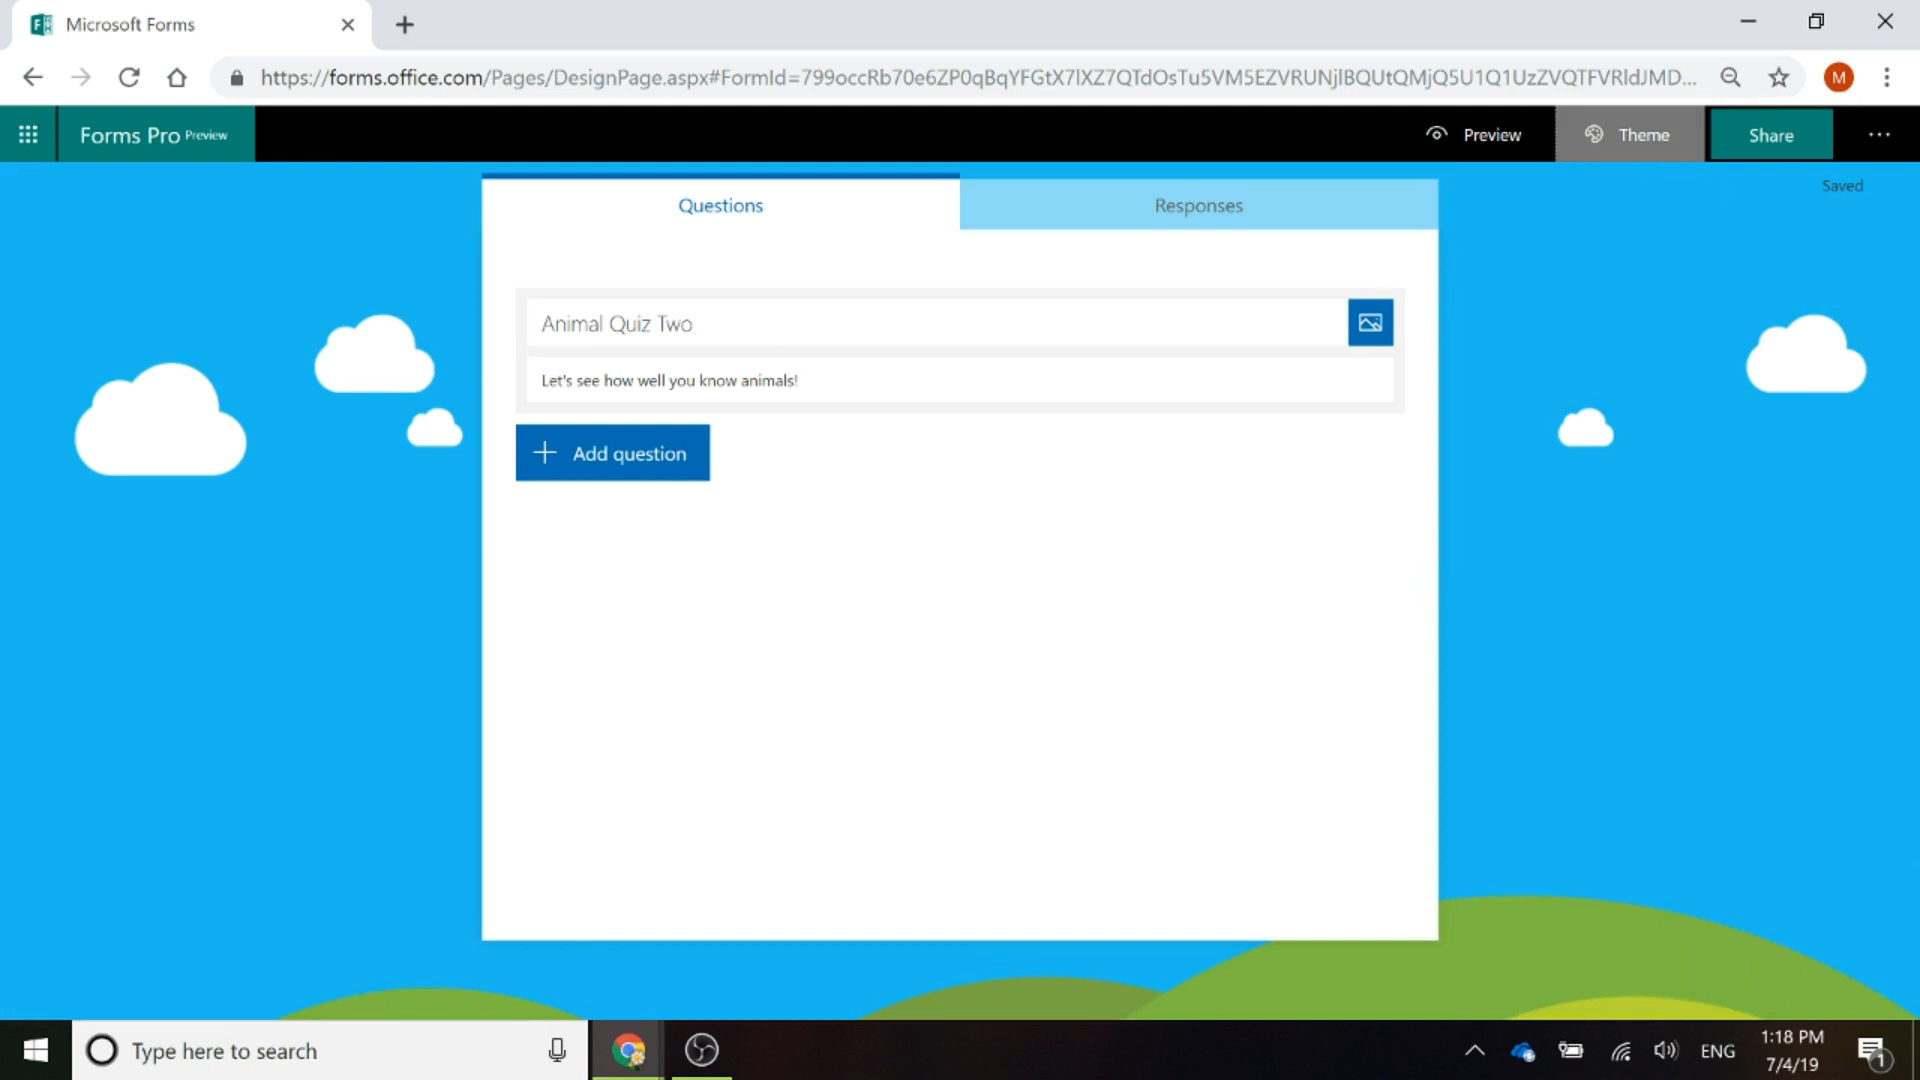 Microsoft Forms
https://forms.office.com/Pages/DesignPage.aspx#FormId=799occRb70e6ZP0qBqYFGtX7lXZ7QTdOsTu5VM5EZVRUNjlBQUtQMjQ5U1Q1UzZVQTFVRldJMD...
M
Forms Pro Preview
Preview
Theme
Share
Saved
Questions
Responses
Animal Quiz Two
Let's see how well you know animals!
Add question
Type here to search
ENG
1:18 PM
7/4/19
1